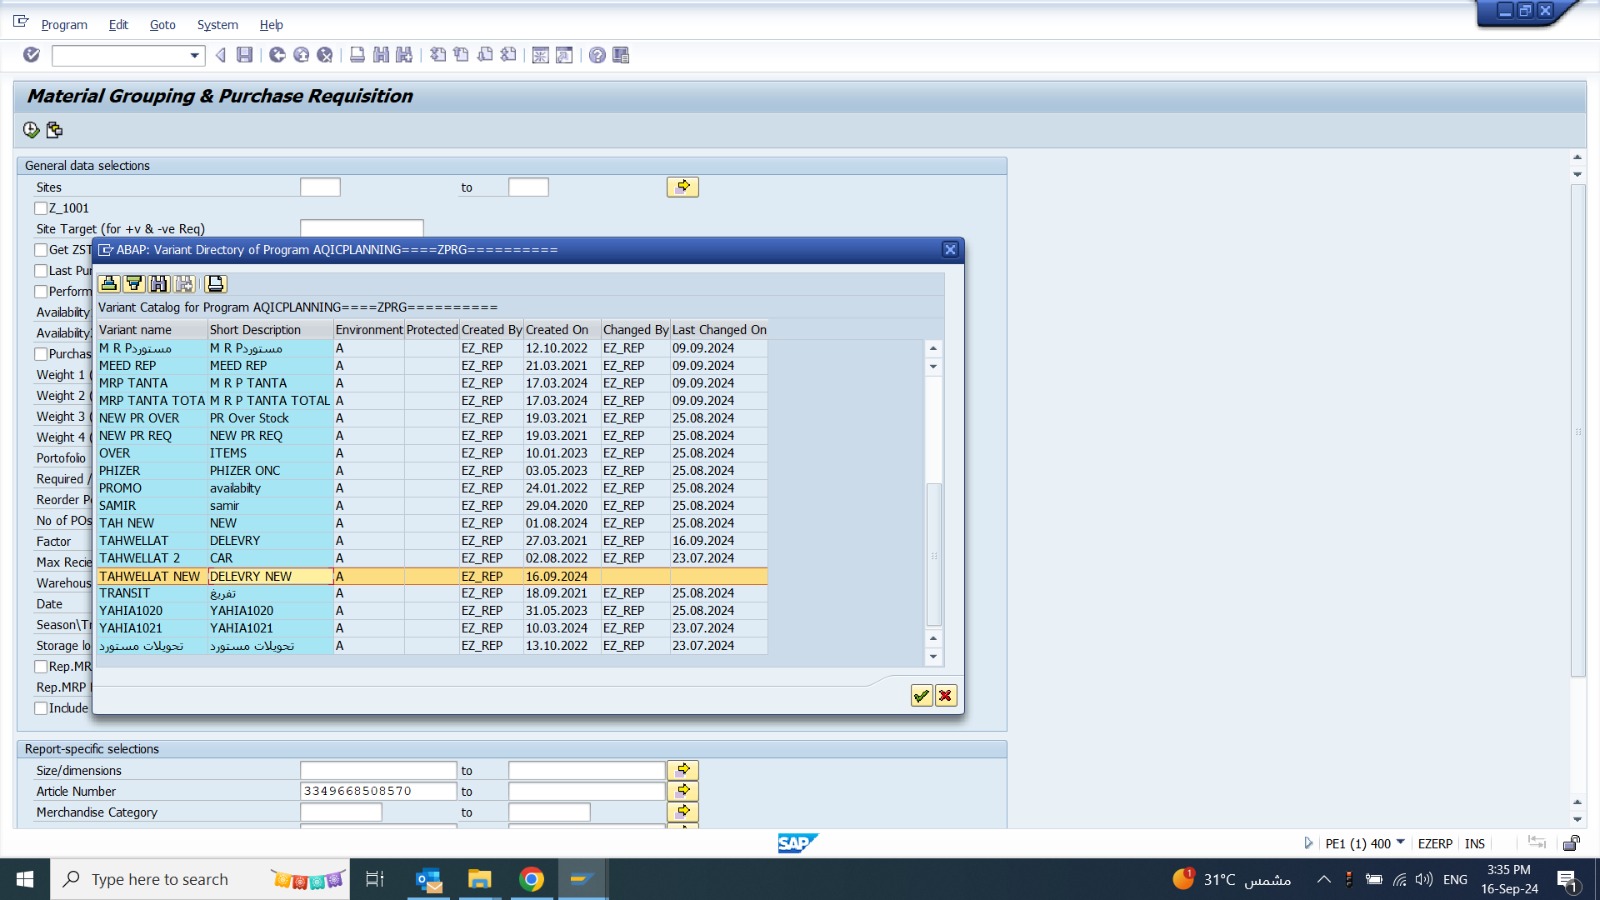 Program Edit Goto System Help
Material Grouping & Purchase Requisition
General data selections
Sites to
Z_1001
Site Target (for +v & -ve Req)
Get ZST
Last Pur
Perform
Availabilty
Availabilty
Purchas
Weight 1 (
Weight 2 (
Weight 3 (
Weight 4 (
Portofolio
Required /
Reorder P
No of POs
Factor
Max Recie
Warehous
Date
Season\Tr
Storage lo
Rep.MR
Rep.MRP
Include
ABAP: Variant Directory of Program AQICPLANNING====ZPRG==========
Variant Catalog for Program AQICPLANNING====ZPRG==========
Variant name Short Description Environment Protected Created By Created On Changed By Last Changed On
M R Pمستورد M R Pمستورد A EZ_REP 12.10.2022 EZ_REP 09.09.2024
MEED REP MEED REP A EZ_REP 21.03.2021 EZ_REP 09.09.2024
MRP TANTA M R P TANTA A EZ_REP 17.03.2024 EZ_REP 09.09.2024
MRP TANTA TOTA M R P TANTA TOTAL A EZ_REP 17.03.2024 EZ_REP 09.09.2024
NEW PR OVER PR Over Stock A EZ_REP 19.03.2021 EZ_REP 25.08.2024
NEW PR REQ NEW PR REQ A EZ_REP 19.03.2021 EZ_REP 25.08.2024
OVER ITEMS A EZ_REP 10.01.2023 EZ_REP 25.08.2024
PHIZER PHIZER ONC A EZ_REP 03.05.2023 EZ_REP 25.08.2024
PROMO availabilty A EZ_REP 24.01.2022 EZ_REP 25.08.2024
SAMIR samir A EZ_REP 29.04.2020 EZ_REP 25.08.2024
TAH NEW NEW A EZ_REP 01.08.2024 EZ_REP 25.08.2024
TAHWELLAT DELEVRY A EZ_REP 27.03.2021 EZ_REP 16.09.2024
TAHWELLAT 2 CAR A EZ_REP 02.08.2022 EZ_REP 23.07.2024
TAHWELLAT NEW DELEVRY NEW A EZ_REP 16.09.2024
TRANSIT تفريغ A EZ_REP 18.09.2021 EZ_REP 25.08.2024
YAHIA1020 YAHIA1020 A EZ_REP 31.05.2023 EZ_REP 25.08.2024
YAHIA1021 YAHIA1021 A EZ_REP 10.03.2024 EZ_REP 23.07.2024
تحويلات مستورد تحويلات مستورد A EZ_REP 13.10.2022 EZ_REP 23.07.2024
Report-specific selections
Size/dimensions to
Article Number 3349668508570 to
Merchandise Category to
SAP
PE1 (1) 400 EZERP INS
Type here to search
1 31°C مشمس ENG 3:35 PM
16-Sep-24 1